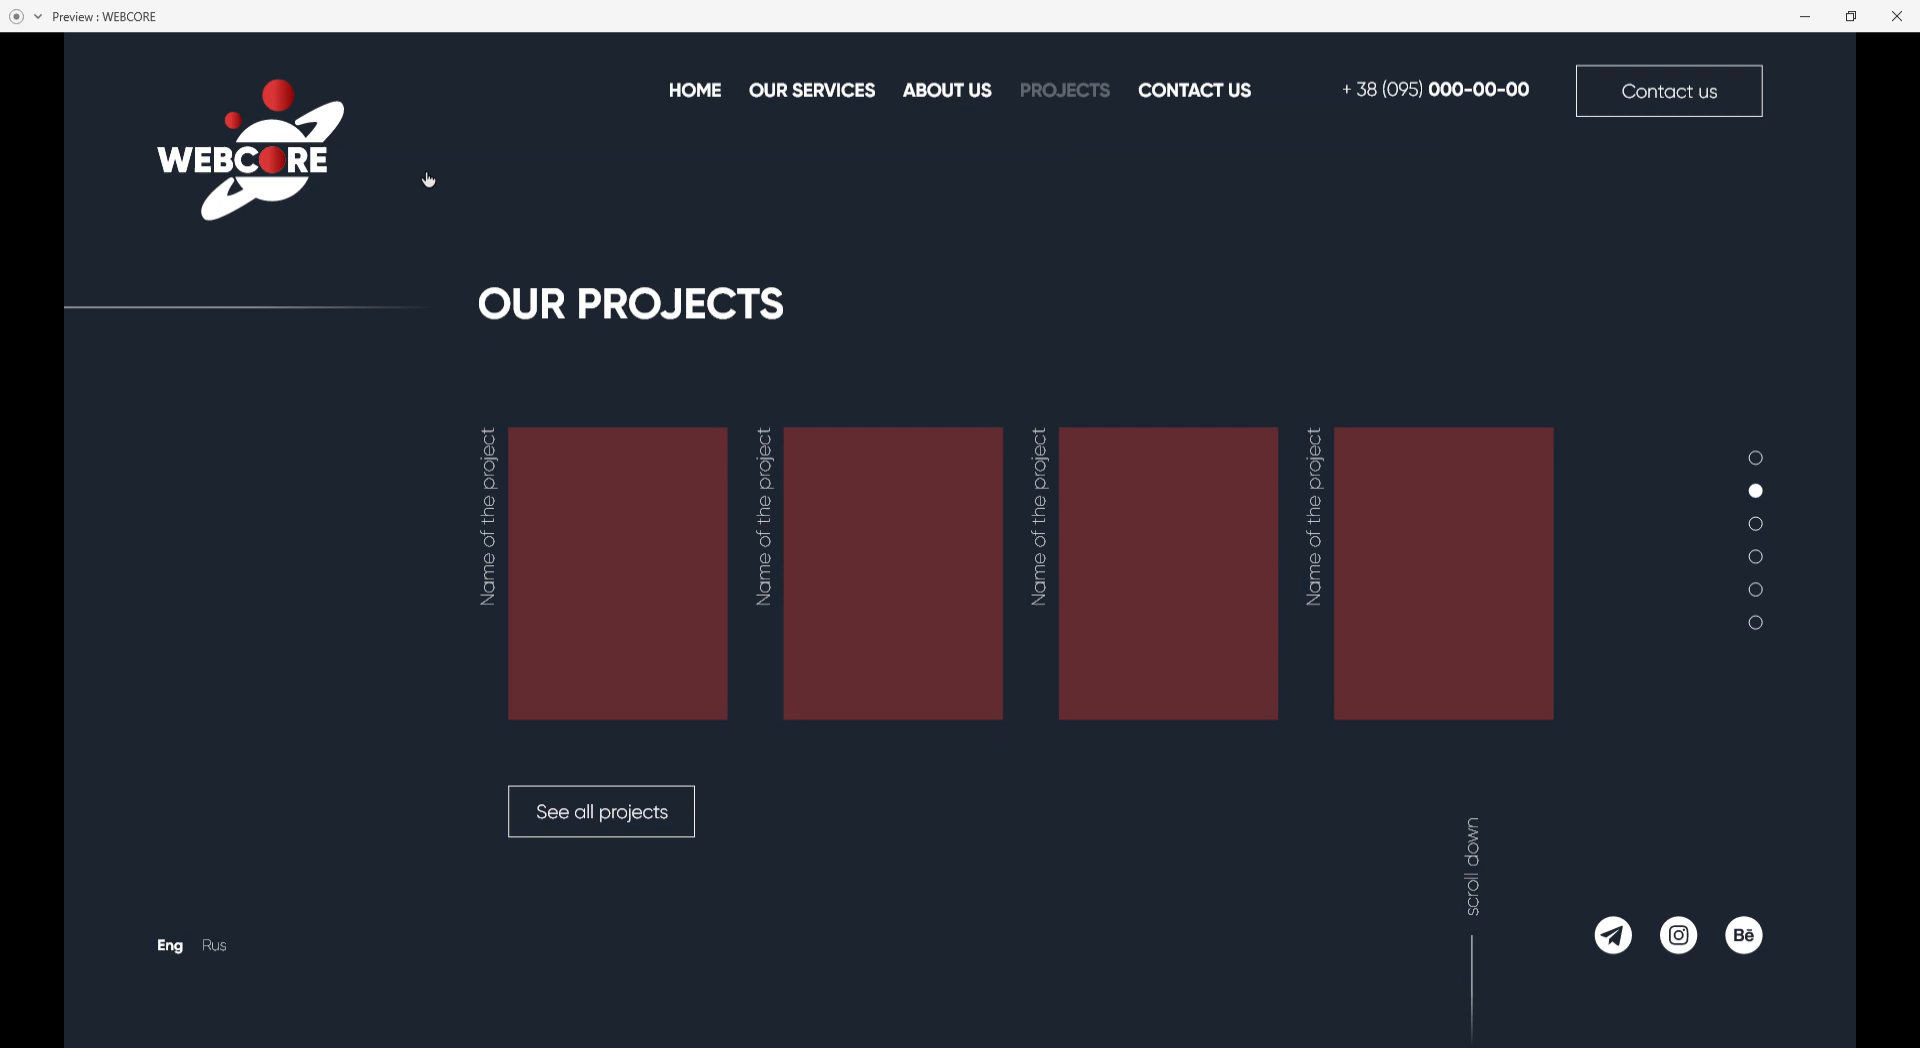 Preview : WEBCORE
WEBCORE
HOME
OUR SERVICES
ABOUT US
PROJECTS
CONTACT US
+ 38 (095) 000-00-00
Contact us
OUR PROJECTS
Name of the project
Name of the project
Name of the project
Name of the project
See all projects
scroll down
Eng
Rus
Bē